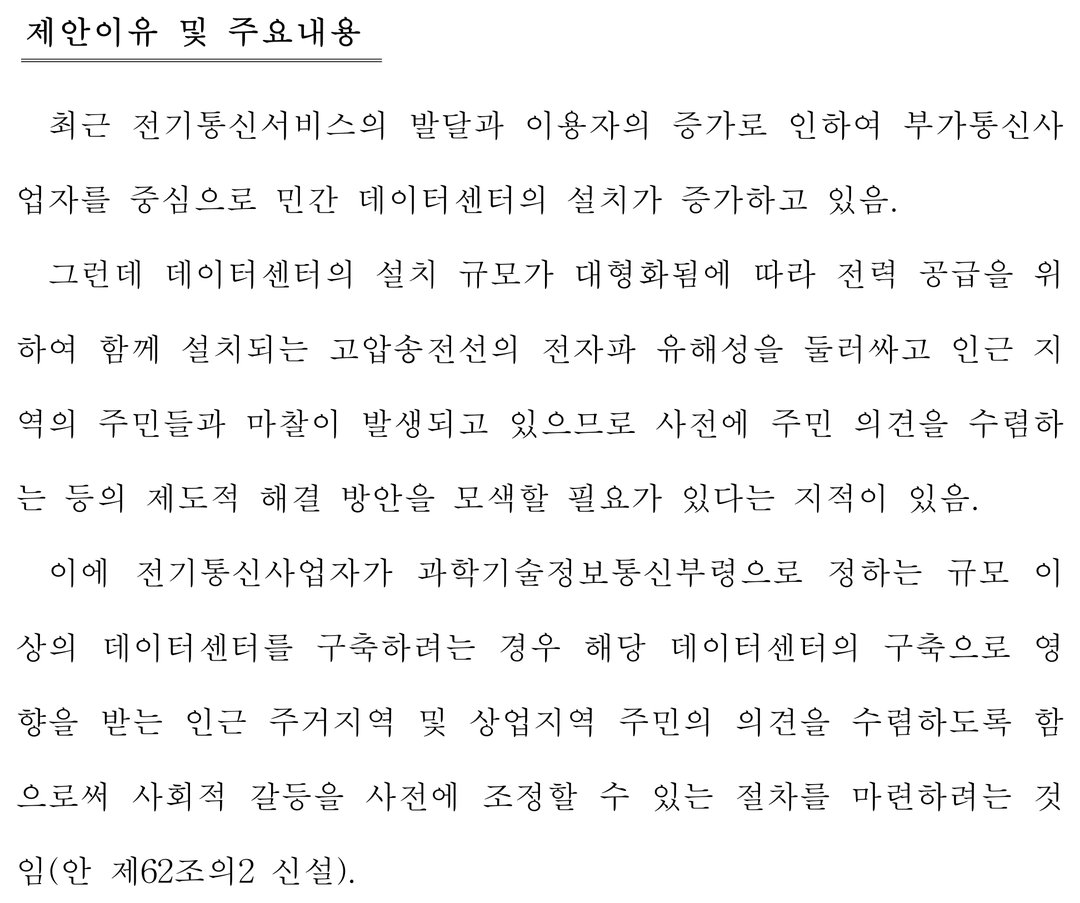 제안이유 및 주요내용
최근 전기통신서비스의 발달과 이용자의 증가로 인하여 부가통신사
업자를 중심으로 민간 데이터센터의 설치가 증가하고 있음.
그런데 데이터센터의 설치 규모가 대형화됨에 따라 전력 공급을 위
하여 함께 설치되는 고압송전선의 전자파 유해성을 둘러싸고 인근 지
역의 주민들과 마찰이 발생되고 있으므로 사전에 주민 의견을 수렴하
는 등의 제도적 해결 방안을 모색할 필요가 있다는 지적이 있음.
이에 전기통신사업자가 과학기술정보통신부령으로 정하는 규모 이
상의 데이터센터를 구축하려는 경우 해당 데이터센터의 구축으로 영
향을 받는 인근 주거지역 및 상업지역 주민의 의견을 수렴하도록 함
으로써 사회적 갈등을 사전에 조정할 수 있는 절차를 마련하려는 것
임(안 제62조의2 신설).